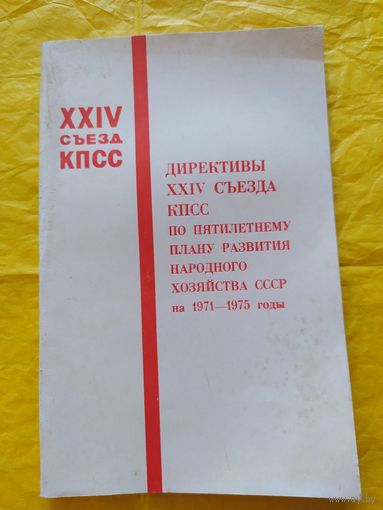 XXIV
СЪЕЗД
КПСС
ДИРЕКТИВЫ
XXIV СЪЕЗДА
КПСС
ПО ПЯТИЛЕТНЕМУ
ПЛАНУ РАЗВИТИЯ
НАРОДНОГО
ХОЗЯЙСТВА СССР
на 1971—1975 годы